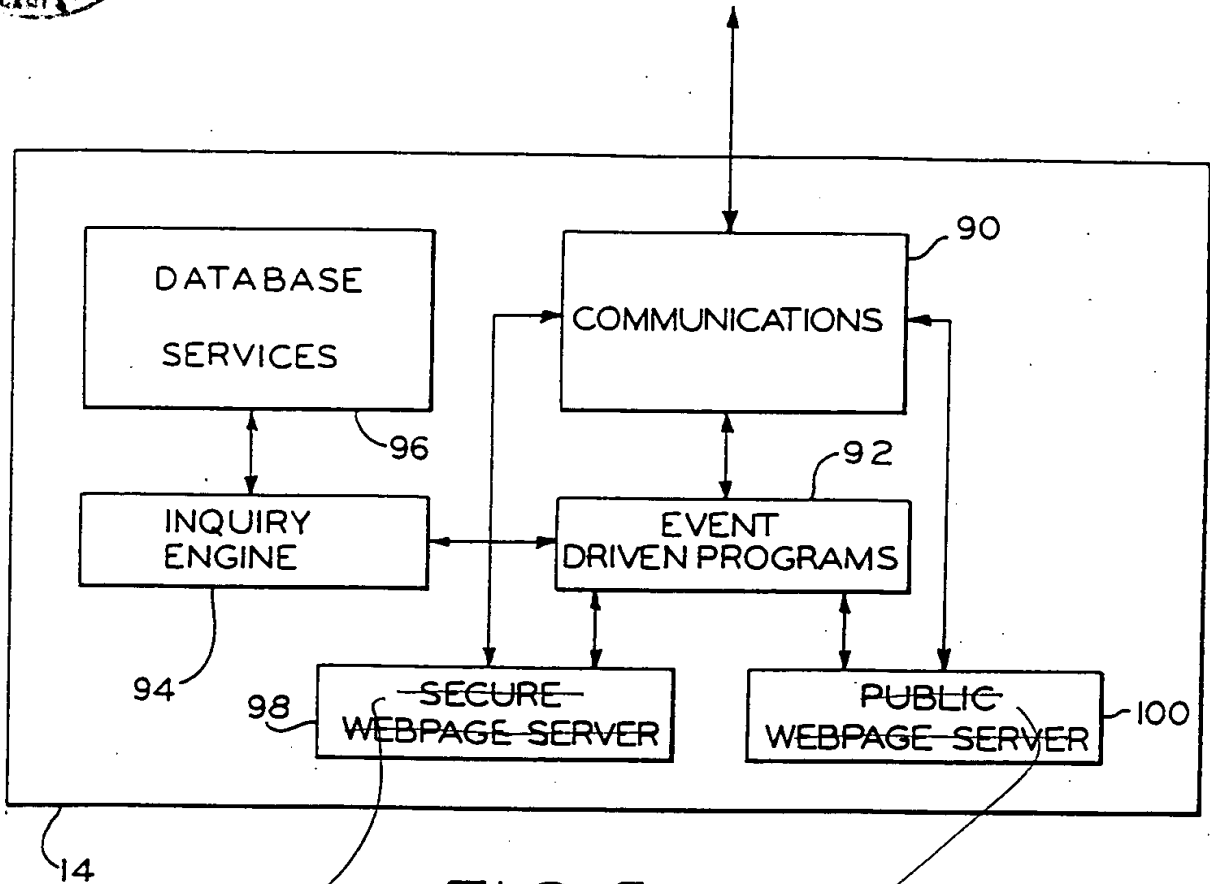 90
DATABASE
SERVICES
COMMUNICATIONS
96
92
INQUIRY
ENGINE
EVENT
DRIVEN PROGRAMS
94
98
SECURE
WEBPAGE SERVER
PUBLIC
WEBPAGE SERVER
100
14